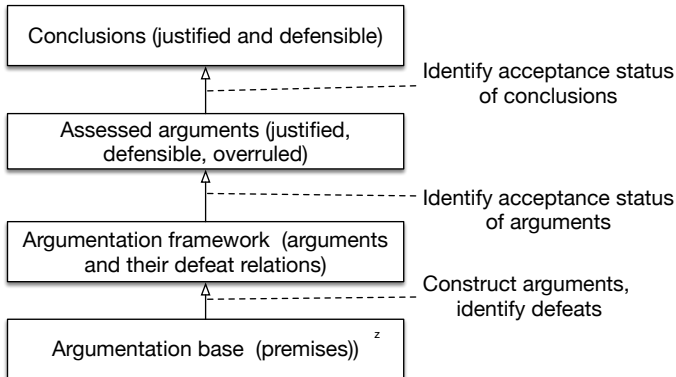 Conclusions (justified and defensible)
Identify acceptance status
of conclusions
Assessed arguments (justified,
defensible, overruled)
Identify acceptance status
of arguments
Argumentation framework  (arguments
and their defeat relations)
Construct arguments,
identify defeats
Argumentation base  (premises))
z